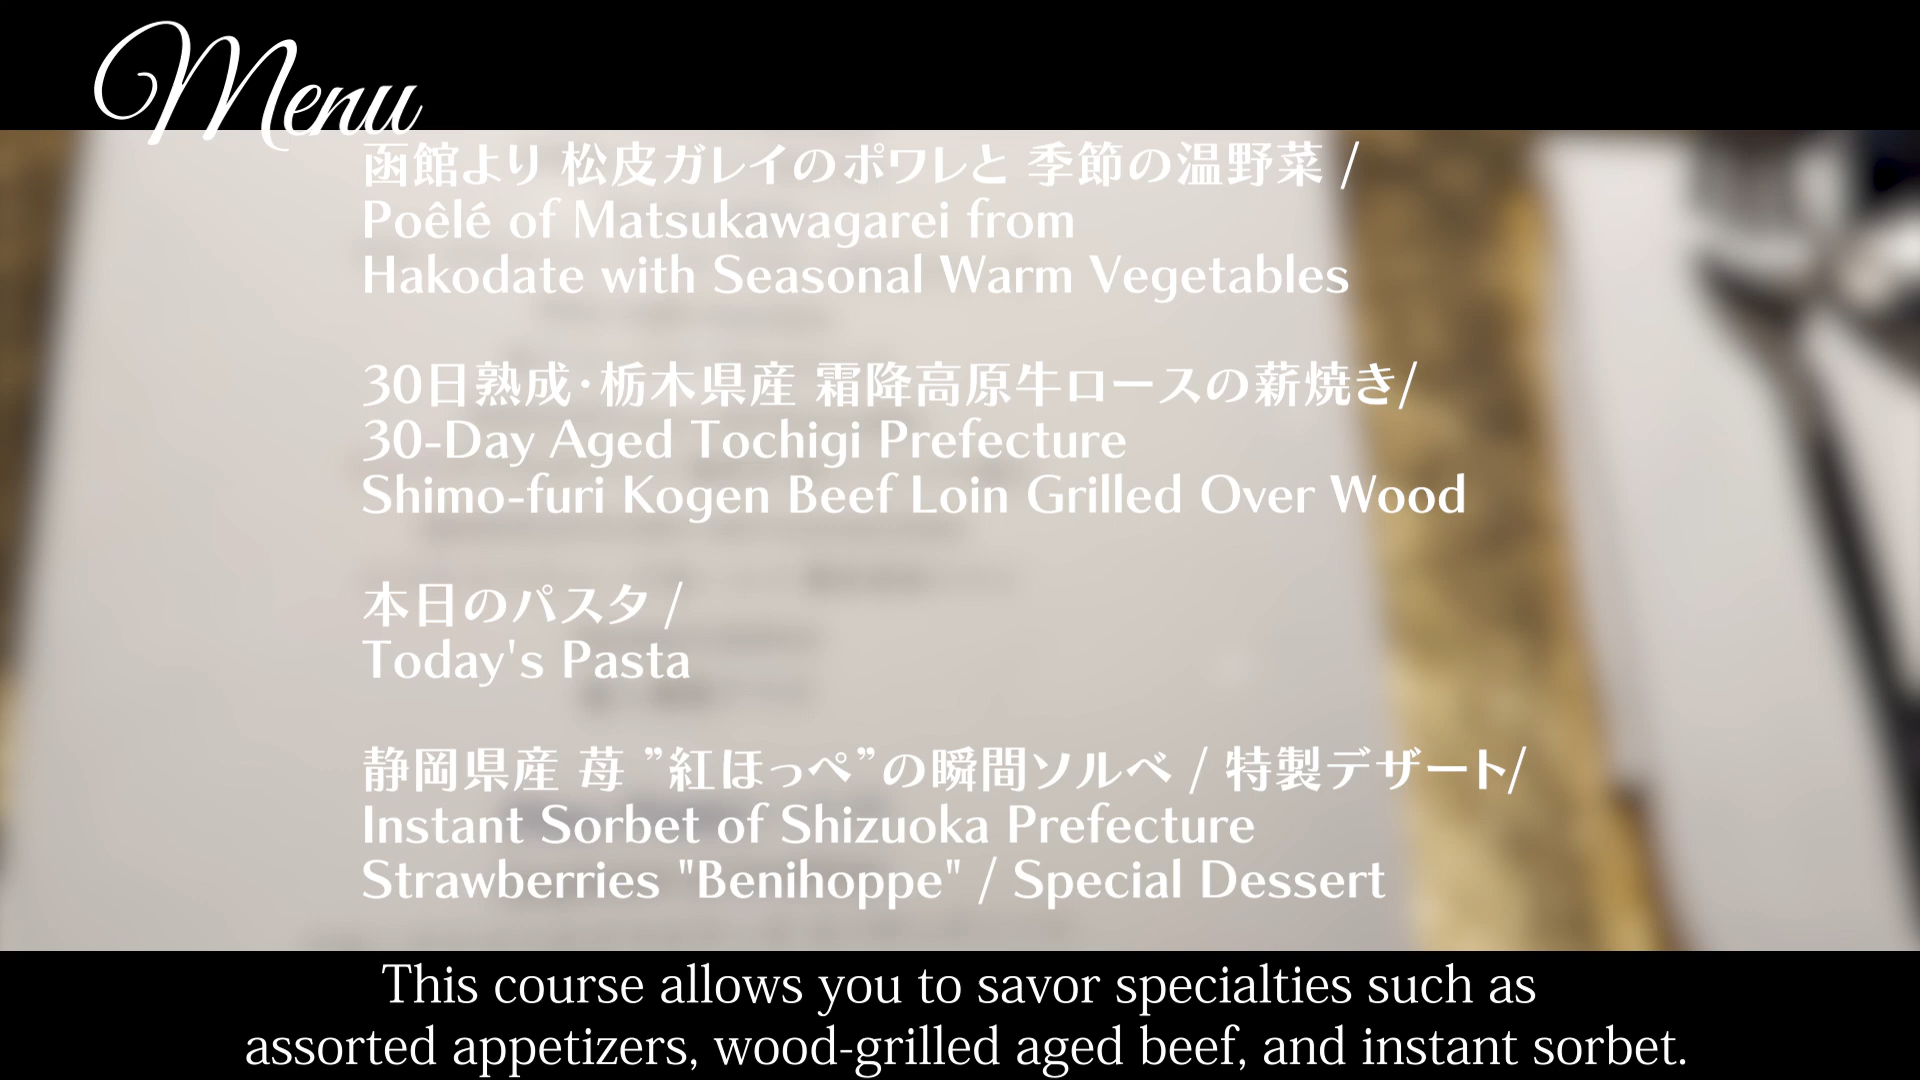 Menu
函館より 松皮ガレイのポワレと 季節の温野菜 /
Poêlé of Matsukawagarei from
Hakodate with Seasonal Warm Vegetables
30日熟成・栃木県産 霜降高原牛ロースの薪焼き/
30-Day Aged Tochigi Prefecture
Shimo-furi Kogen Beef Loin Grilled Over Wood
本日のパスタ /
Today's Pasta
静岡県産 苺 ”紅ほっぺ”の瞬間ソルベ / 特製デザート/
Instant Sorbet of Shizuoka Prefecture
Strawberries "Benihoppe" / Special Dessert
This course allows you to savor specialties such as
assorted appetizers, wood-grilled aged beef, and instant sorbet.